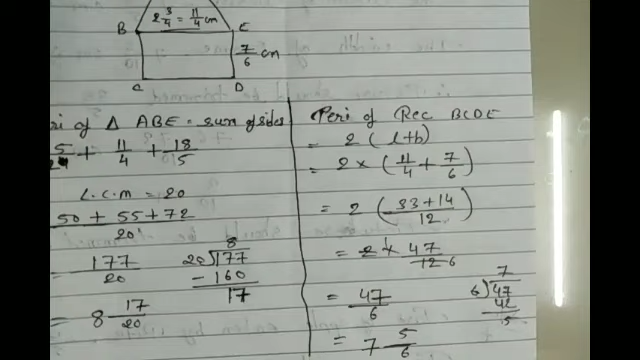 2 3/4 = 11/4 cm
B E
7/6 cm
C D
ri of Δ ABE = sum of sides
5/2 + 11/4 + 18/5
L.C.M = 20
50 + 55 + 72
20
= 177/20
8
20)177
- 160
17
= 8 17/20
Peri of Rec BCDE
= 2 (l+b)
= 2 × (11/4 + 7/6)
= 2 (33+14/12)
= 2 1 × 47/12 6
= 47/6
7
6)47
42
5
= 7 5/6